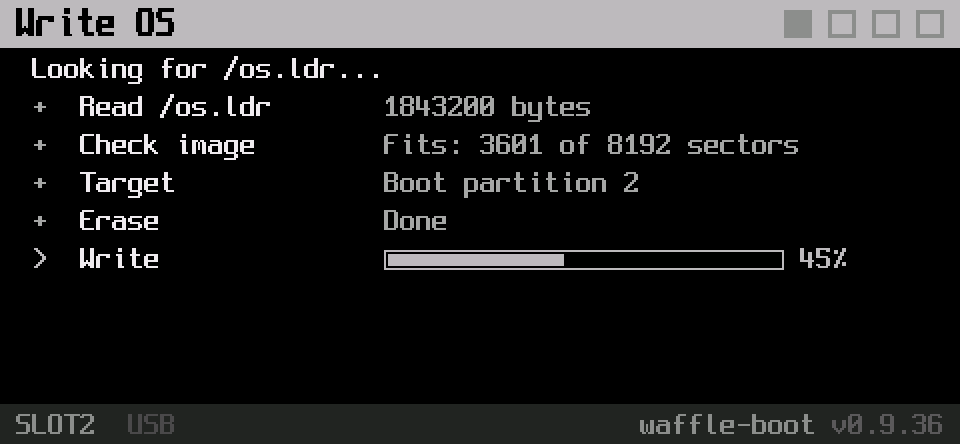 Write OS
Looking for /os.ldr...
+ Read /os.ldr 1843200 bytes
+ Check image Fits: 3601 of 8192 sectors
+ Target Boot partition 2
+ Erase Done
> Write 45%
SLOT2 USB waffle-boot v0.9.36